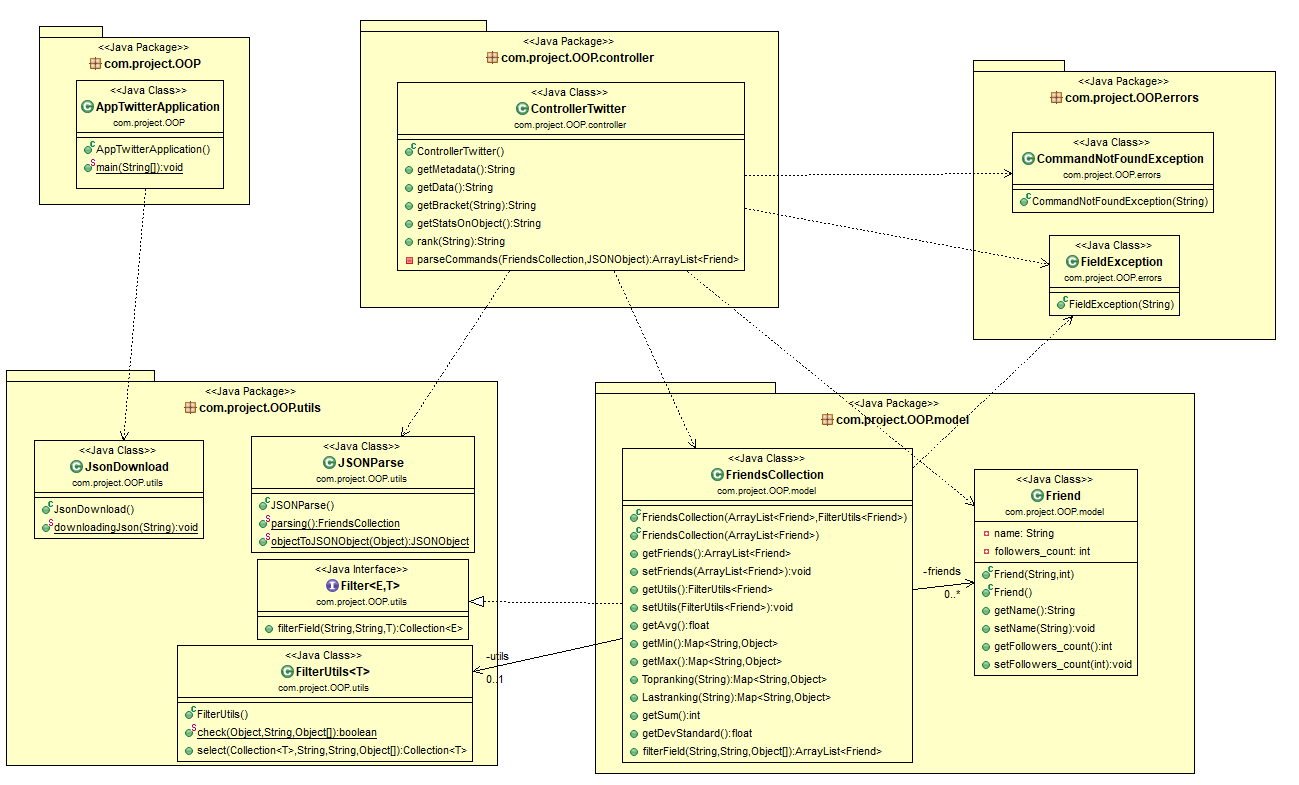 <<Java Package>>
com.project.OOP
<<Java Class>>
AppTwitterApplication
com.project.OOP
AppTwitterApplication()
main(String[]):void
<<Java Package>>
com.project.OOP.controller
<<Java Class>>
ControllerTwitter
com.project.OOP.controller
ControllerTwitter()
getMetadata():String
getData():String
getBracket(String):String
getStatsOnObject():String
rank(String):String
parseCommands(FriendsCollection,JSONObject):ArrayList<Friend>
<<Java Package>>
com.project.OOP.errors
<<Java Class>>
CommandNotFoundException
com.project.OOP.errors
CommandNotFoundException(String)
<<Java Class>>
FieldException
com.project.OOP.errors
FieldException(String)
<<Java Package>>
com.project.OOP.utils
<<Java Class>>
JsonDownload
com.project.OOP.utils
JsonDownload()
downloadingJson(String):void
<<Java Class>>
JSONParse
com.project.OOP.utils
JSONParse()
parsing():FriendsCollection
objectToJSONObject(Object):JSONObject
<<Java Interface>>
Filter<E,T>
com.project.OOP.utils
filterField(String,String,T):Collection<E>
<<Java Class>>
FilterUtils<T>
com.project.OOP.utils
FilterUtils()
check(Object,String,Object[]):boolean
select(Collection<T>,String,String,Object[]):Collection<T>
-utils
0..1
<<Java Package>>
com.project.OOP.model
<<Java Class>>
FriendsCollection
com.project.OOP.model
FriendsCollection(ArrayList<Friend>,FilterUtils<Friend>)
FriendsCollection(ArrayList<Friend>)
getFriends():ArrayList<Friend>
setFriends(ArrayList<Friend>):void
getUtils():FilterUtils<Friend>
setUtils(FilterUtils<Friend>):void
getAvg():float
getMin():Map<String,Object>
getMax():Map<String,Object>
Topranking(String):Map<String,Object>
Lastranking(String):Map<String,Object>
getSum():int
getDevStandard():float
filterField(String,String,Object[]):ArrayList<Friend>
-friends
0..*
<<Java Class>>
Friend
com.project.OOP.model
name: String
followers_count: int
Friend(String,int)
Friend()
getName():String
setName(String):void
getFollowers_count():int
setFollowers_count(int):void